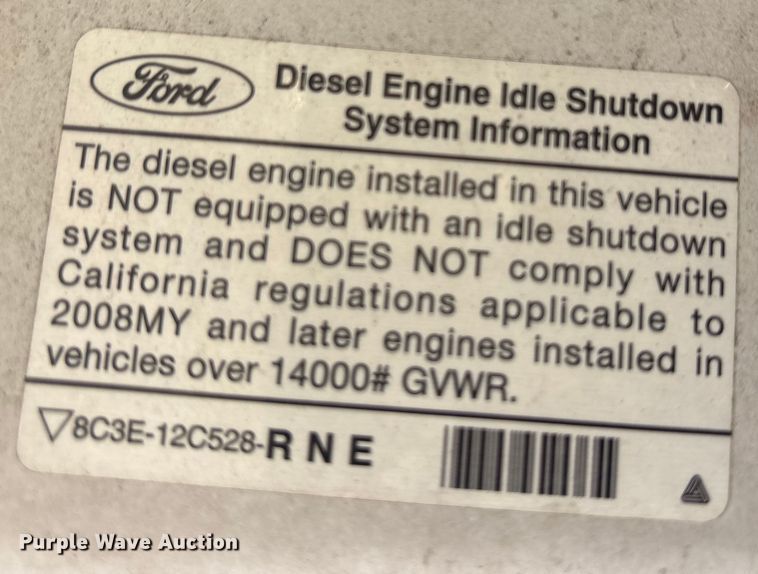 Ford
Diesel Engine Idle Shutdown
System Information
The diesel engine installed in this vehicle
is NOT equipped with an idle shutdown
system and DOES NOT comply with
California regulations applicable to
2008MY and later engines installed in
vehicles over 14000# GVWR.
8C3E-12C528-R N E
Purple Wave Auction